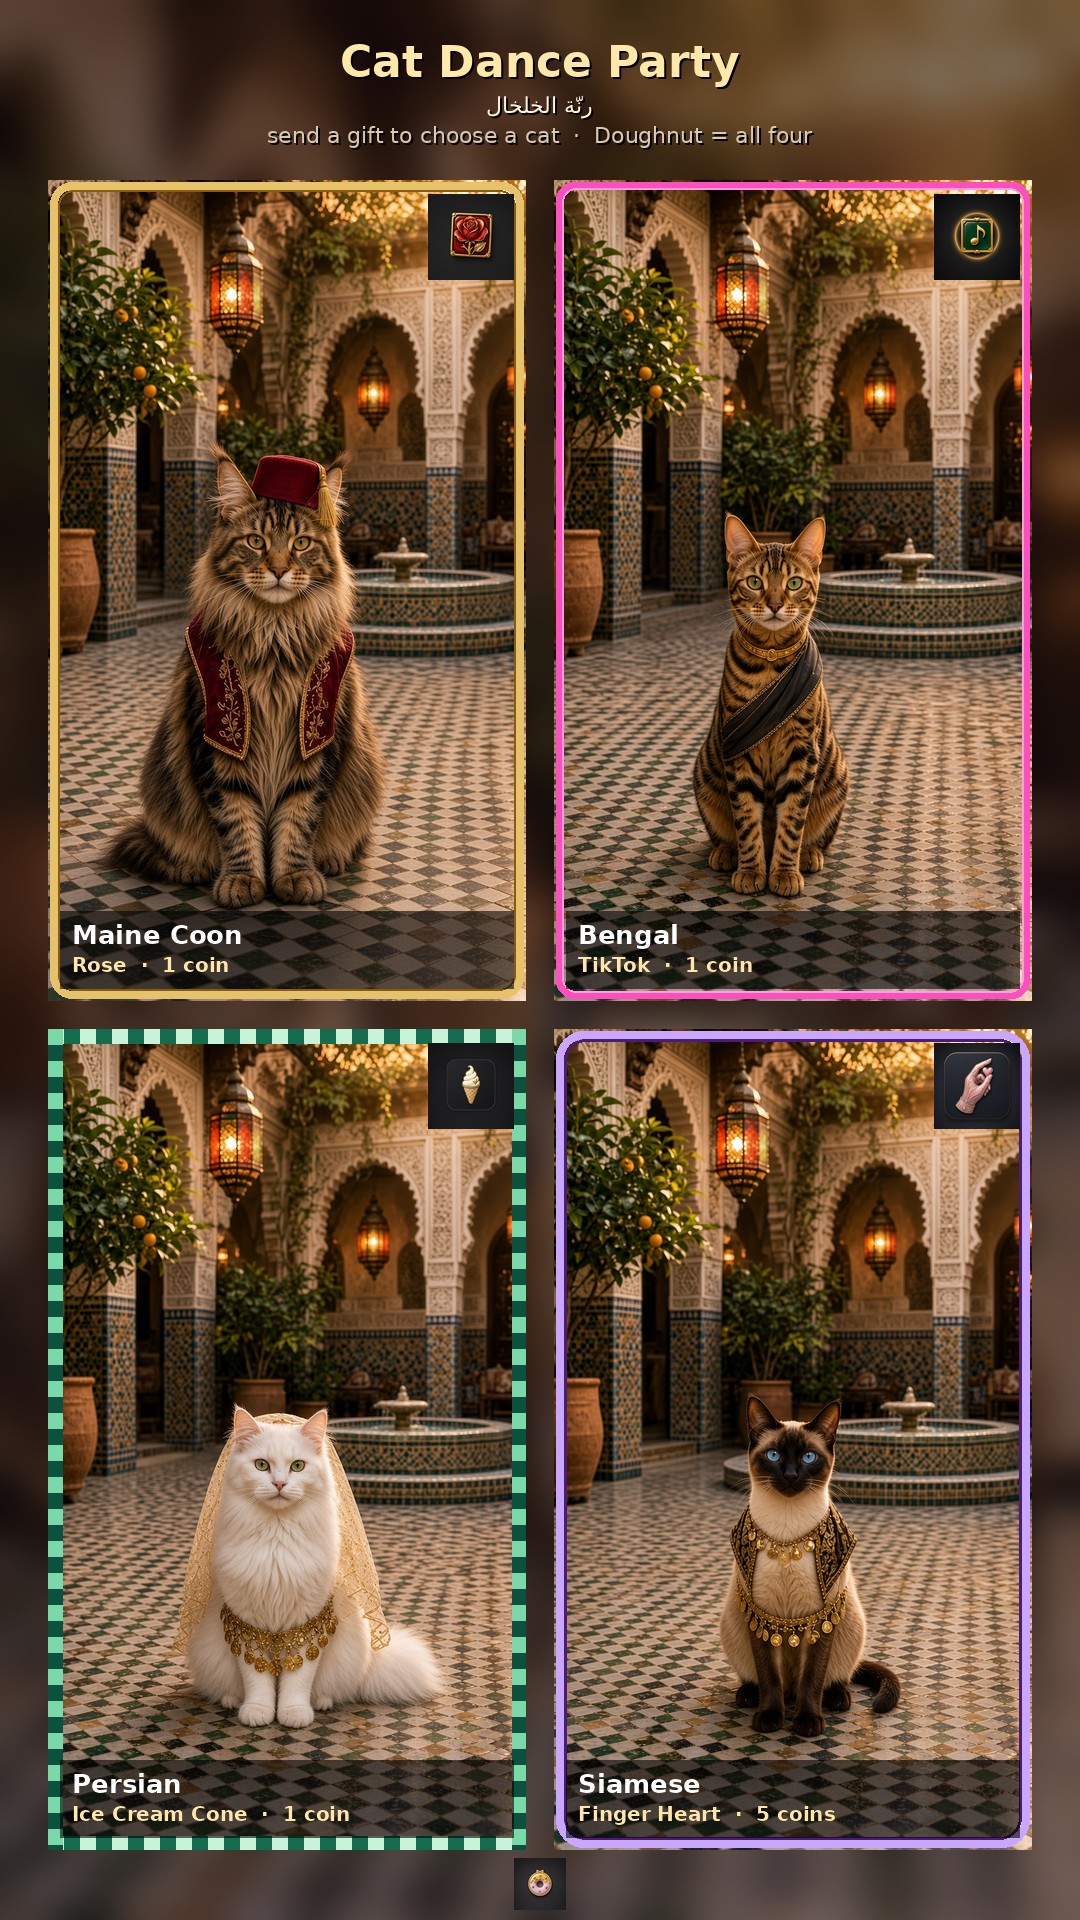 Cat Dance Party
رنّة الخلخال
send a gift to choose a cat · Doughnut = all four
Maine Coon
Rose · 1 coin
Bengal
TikTok · 1 coin
Persian
Ice Cream Cone · 1 coin
Siamese
Finger Heart · 5 coins